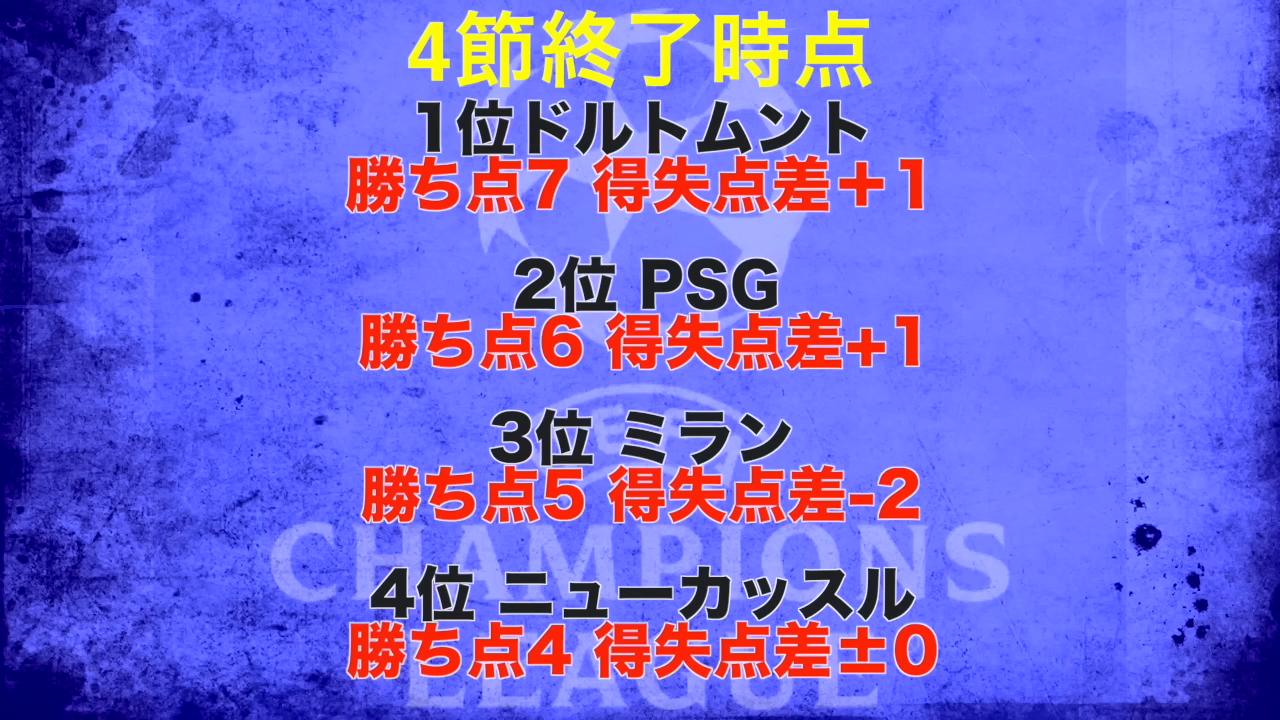 4節終了時点
1位ドルトムント
勝ち点7 得失点差＋1
2位 PSG
勝ち点6 得失点差+1
3位 ミラン
勝ち点5 得失点差-2
4位 ニューカッスル
勝ち点4 得失点差±0
UEFA
CHAMPIONS
LEAGUE